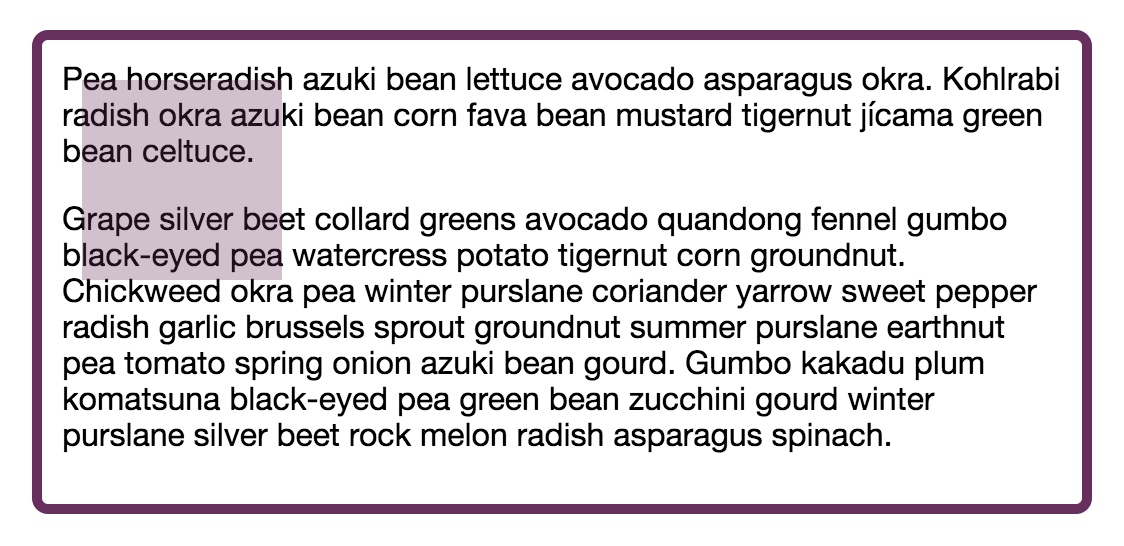 Pea horseradish azuki bean lettuce avocado asparagus okra. Kohlrabi
radish okra azuki bean corn fava bean mustard tigernut jícama green
bean celtuce.
Grape silver beet collard greens avocado quandong fennel gumbo
black-eyed pea watercress potato tigernut corn groundnut.
Chickweed okra pea winter purslane coriander yarrow sweet pepper
radish garlic brussels sprout groundnut summer purslane earthnut
pea tomato spring onion azuki bean gourd. Gumbo kakadu plum
komatsuna black-eyed pea green bean zucchini gourd winter
purslane silver beet rock melon radish asparagus spinach.